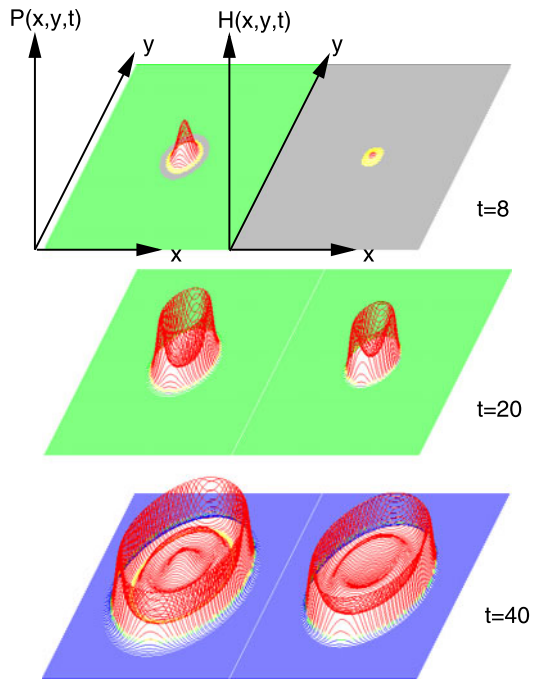 P(x,y,t)
H(x,y,t)
y
y
t=8
x
x
t=20
t=40